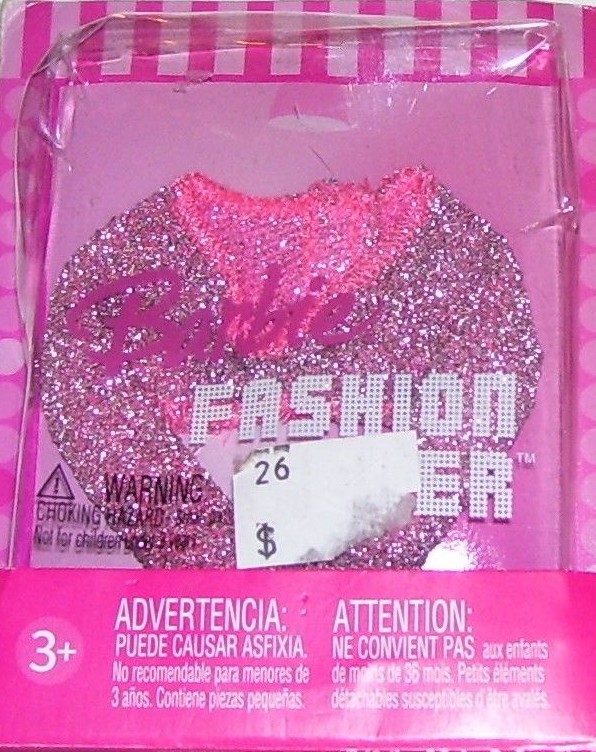 Barbie
FASHION
ER™
26
$
WARNING
CHOKING HAZARD
Not for children
3+
ADVERTENCIA:
PUEDE CAUSAR ASFIXIA.
No recomendable para menores de
3 años. Contiene piezas pequeñas.
ATTENTION:
NE CONVIENT PAS aux enfants
de moins de 36 mois. Petits éléments
détachables susceptibles d'être avalés.